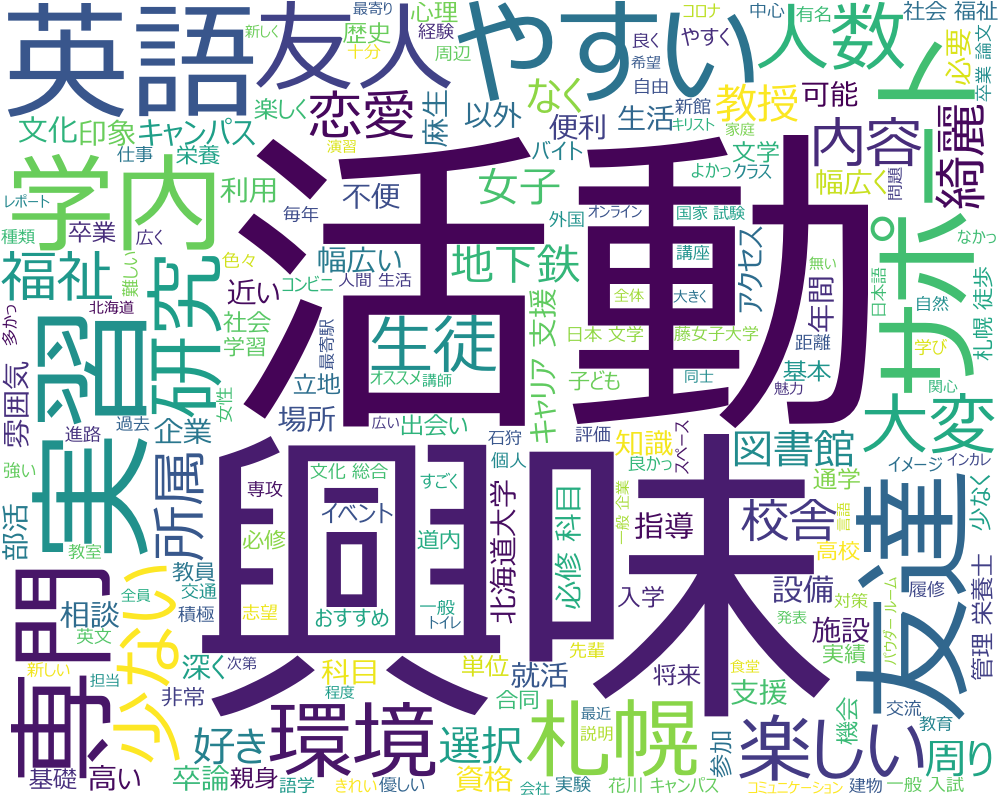 英語
友人
やすい
人数
サポート
最寄り
心理
コロナ
中心
有名
社会 福祉
新しく
歴史
経験
やすく
十分
周辺
良く
希望
自由
必要
卒業 論文
楽しく
恋愛
麻生
以外
なく
新館
教授
可能
綺麗
文化
印象
キャンパス
便利
生活
キリスト
家庭
内容
仕事
栄養
演習
バイト
文学
よかっ
クラス
幅広く
問題
学内
利用
不便
女子
レポート
卒業
毎年
外国
オンライン
国家 試験
なかっ
種類
広く
幅広い
地下鉄
講座
アクセス
無い
日本語
福祉
難しい
研究
色々
コンビニ
人間 生活
活動
近い
全体
大きく
年間
自然
札幌 徒歩
北海道
実習
社会
最寄駅
生徒
支援
キャリア
日本 文学
藤女子大学
距離
多かっ
学習
立地
オススメ
講師
子ども
同士
基本
学び
雰囲気
女性
魅力
関心
進路
過去
企業
場所
広い
出会い
石狩
評価
スペース
大変
強い
所属
文化 総合
すごく
個人
良かっ
知識
図書館
イメージ
インカレ
部活
専攻
イベント
北海道大学
一般 企業
通学
少なく
教室
必修
道内
必修 科目
指導
校舎
言語
友達
専門
少ない
教員
興味
高校
相談
交通
全員
積極
志望
おすすめ
一般
トイレ
入学
設備
対策
履修
発表
パウダー ルーム
管理 栄養士
英文
先輩
施設
実績
新しい
担当
深く
次第
科目
単位
就活
将来
食堂
非常
程度
合同
支援
機会
交流
環境
札幌
最近
楽しい
教育
好き
選択
説明
参加
周り
基礎
高い
卒論
親身
語学
きれい
優しい
資格
会社
実験
花川 キャンパス
コミュニケーション
建物
一般 入試